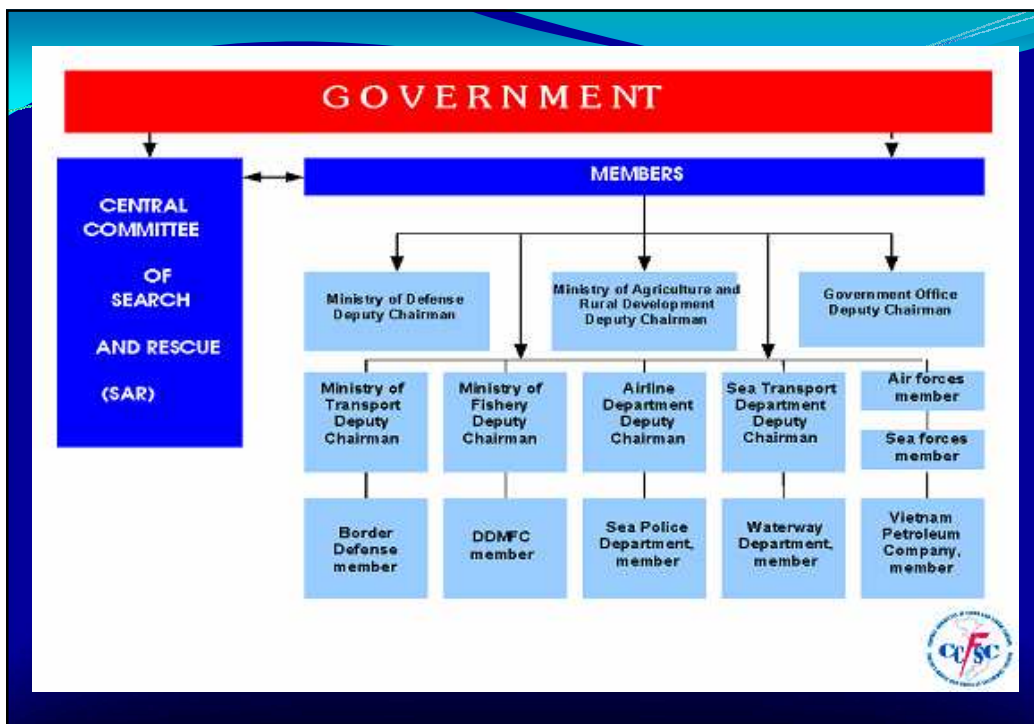 GOVERNMENT
CENTRAL
COMMITTEE
OF
SEARCH
AND RESCUE
(SAR)
MEMBERS
Ministry of Defense
Deputy Chairman
Ministry of Agriculture and
Rural Development
Deputy Chairman
Government Office
Deputy Chairman
Ministry of
Transport
Deputy
Chairman
Ministry of
Fishery
Deputy
Chairman
Airline
Department
Deputy
Chairman
Sea Transport
Department
Deputy
Chairman
Air forces
member
Sea forces
member
Border
Defense
member
DDMFC
member
Sea Police
Department,
member
Waterway
Department,
member
Vietnam
Petroleum
Company,
member
CCFSC